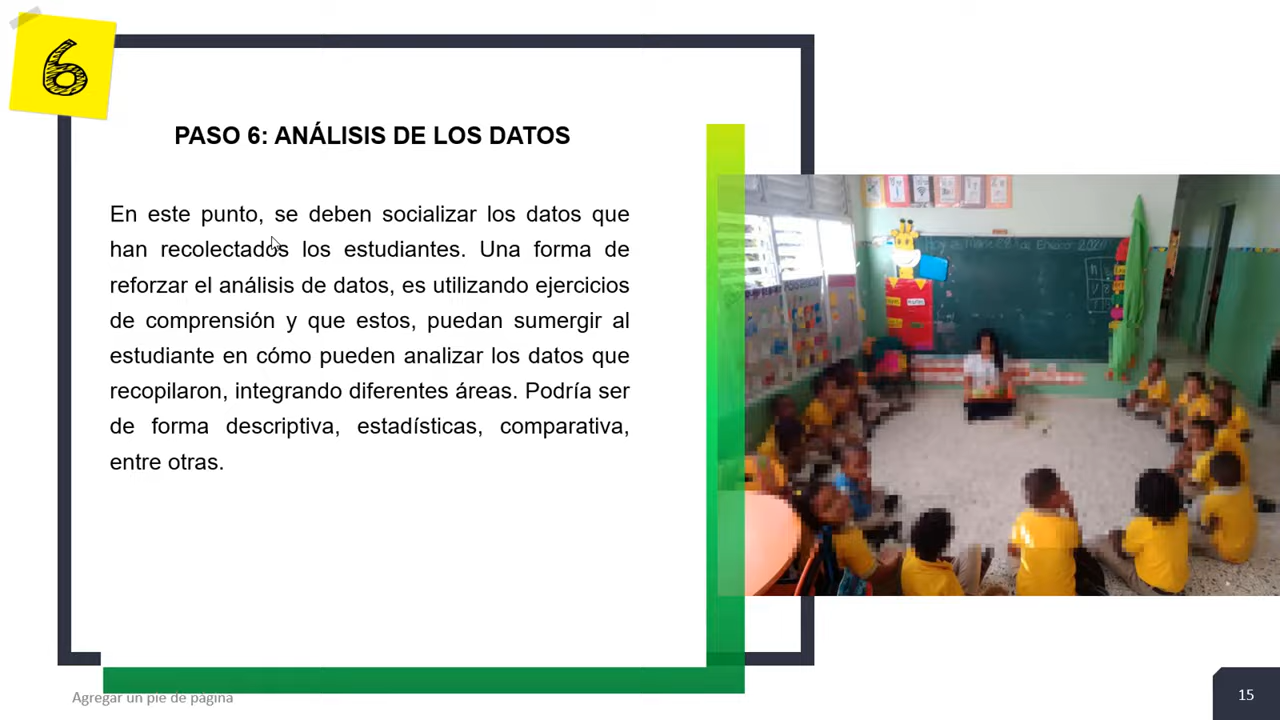 6
PASO 6: ANÁLISIS DE LOS DATOS
En este punto, se deben socializar los datos que
han recolectados los estudiantes. Una forma de
reforzar el análisis de datos, es utilizando ejercicios
de comprensión y que estos, puedan sumergir al
estudiante en cómo pueden analizar los datos que
recopilaron, integrando diferentes áreas. Podría ser
de forma descriptiva, estadísticas, comparativa,
entre otras.
Agregar un pie de página
15